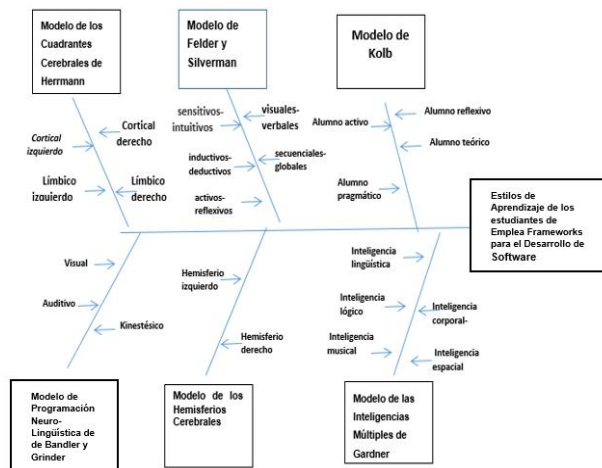 Modelo de los
Cuadrantes
Cerebrales de
Herrmann
Modelo de
Felder y
Silverman
Modelo de
Kolb
Cortical
izquierdo
Cortical
derecho
Límbico
izquierdo
Límbico
derecho
sensitivos-
intuitivos
visuales-
verbales
inductivos-
deductivos
secuenciales-
globales
activos-
reflexivos
Alumno activo
Alumno reflexivo
Alumno teórico
Alumno
pragmático
Estilos de
Aprendizaje de los
estudiantes de
Emplea Frameworks
para el Desarrollo de
Software
Visual
Auditivo
Kinestésico
Hemisferio
izquierdo
Hemisferio
derecho
Inteligencia
lingüística
Inteligencia
lógico
Inteligencia
corporal-
Inteligencia
musical
Inteligencia
espacial
Modelo de
Programación
Neuro-
Lingüística de
de Bandler y
Grinder
Modelo de los
Hemisferios
Cerebrales
Modelo de las
Inteligencias
Múltiples de
Gardner